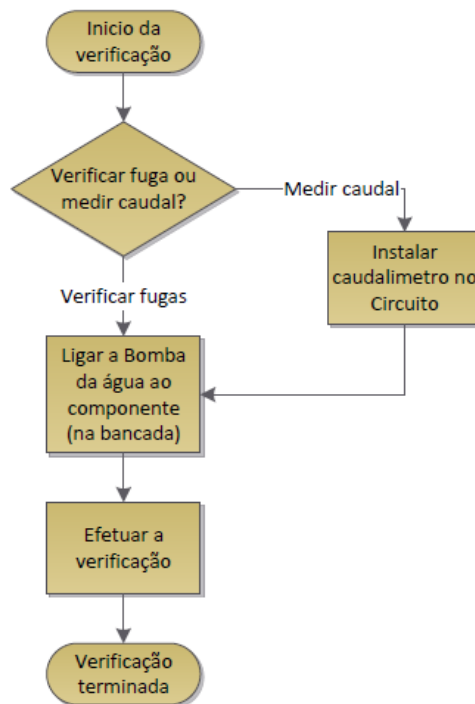 Inicio da
verificação
Verificar fuga ou
medir caudal?
Medir caudal
Instalar
caudalimetro no
Circuito
Verificar fugas
Ligar a Bomba
da água ao
componente
(na bancada)
Efetuar a
verificação
Verificação
terminada